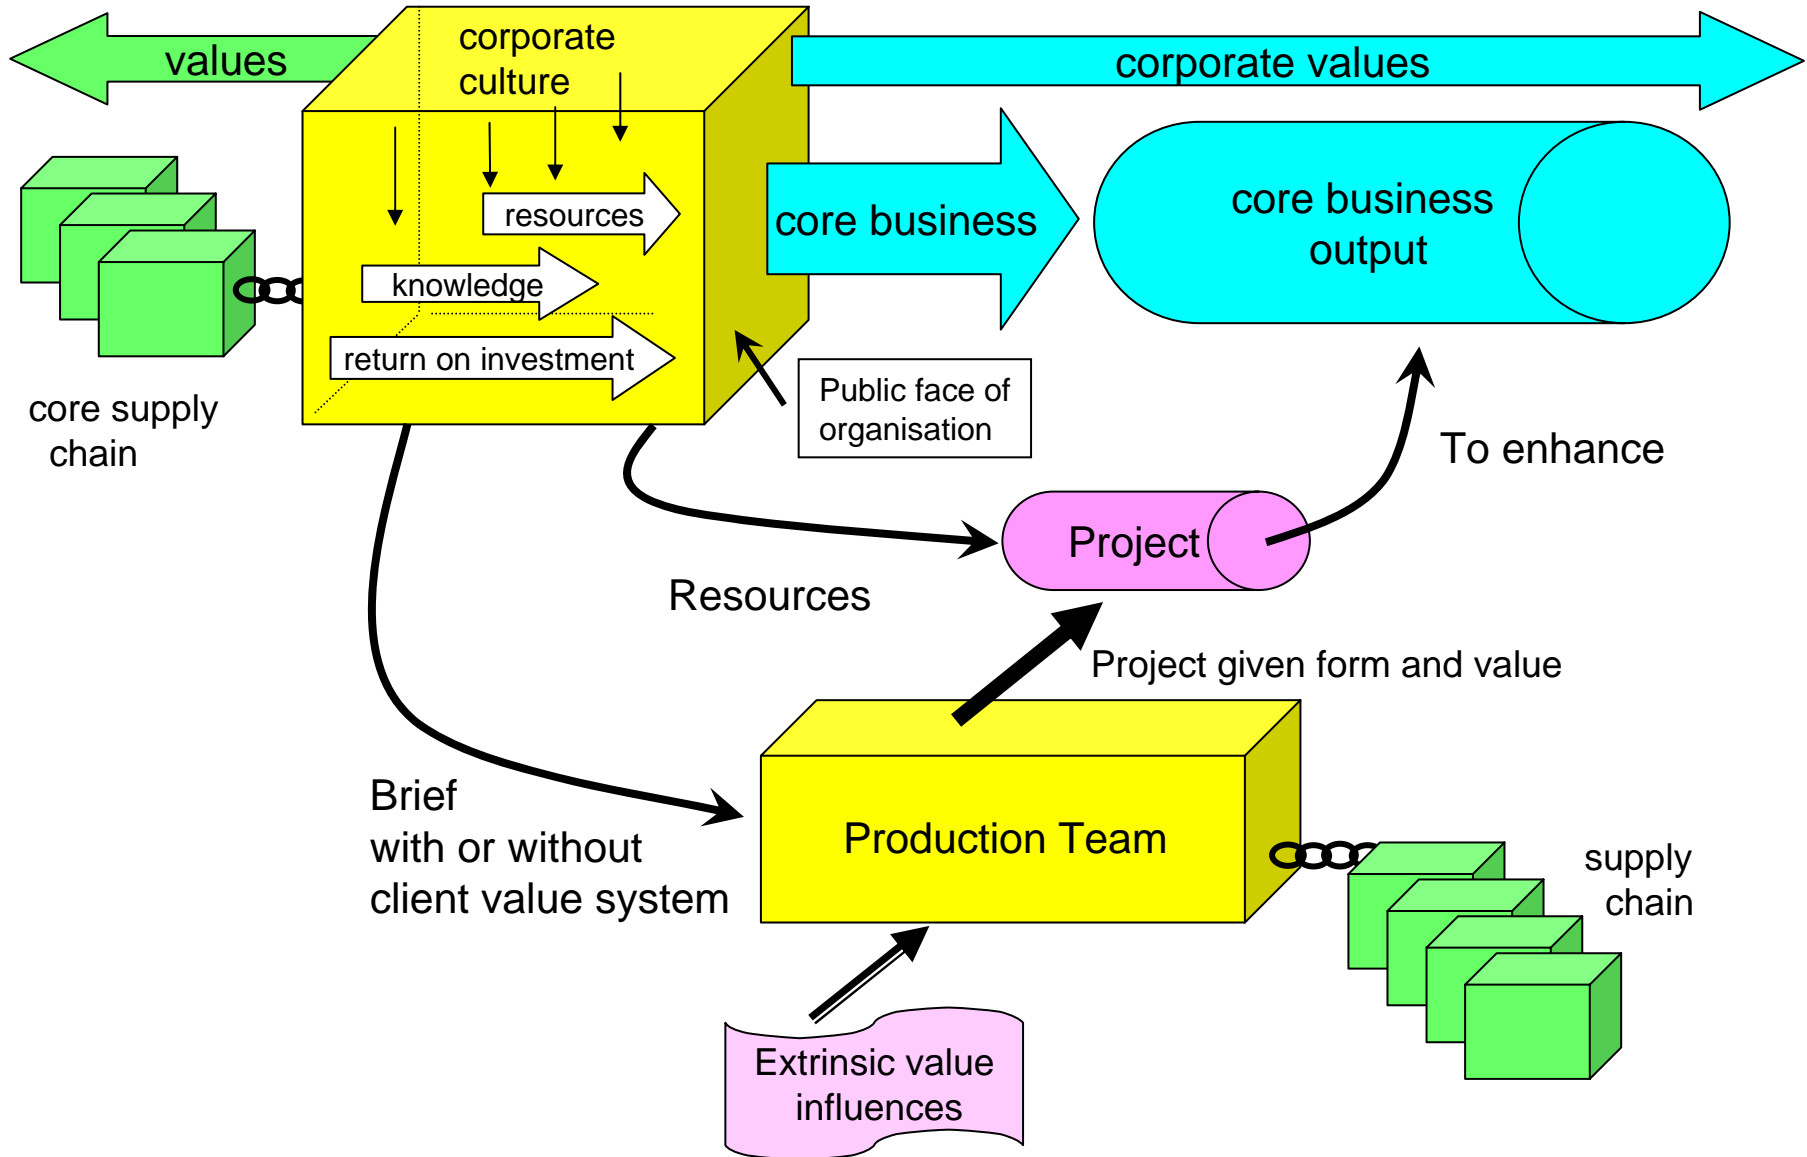 values
corporate
culture
corporate values
resources
knowledge
return on investment
core business
core business
output
core supply
chain
Public face of
organisation
To enhance
Project
Resources
Project given form and value
Brief
with or without
client value system
Production Team
supply
chain
Extrinsic value
influences